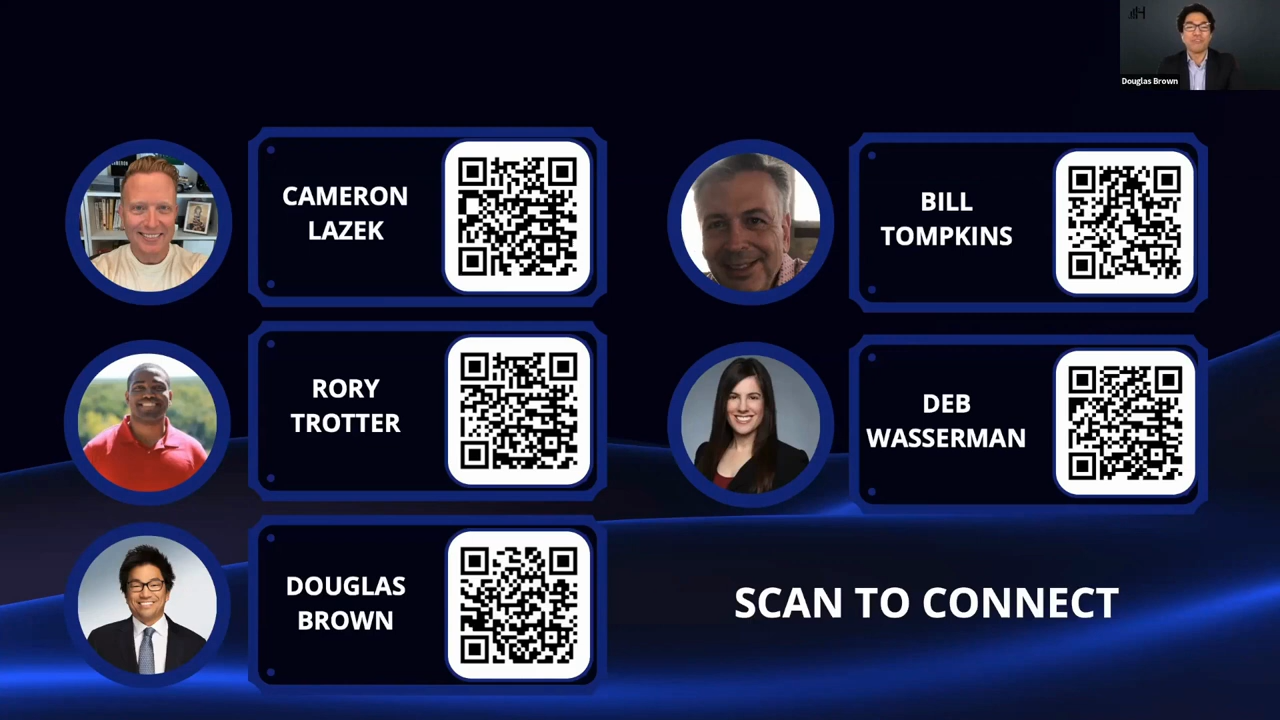 Douglas Brown
CAMERON
LAZEK
BILL
TOMPKINS
RORY
TROTTER
DEB
WASSERMAN
DOUGLAS
BROWN
SCAN TO CONNECT